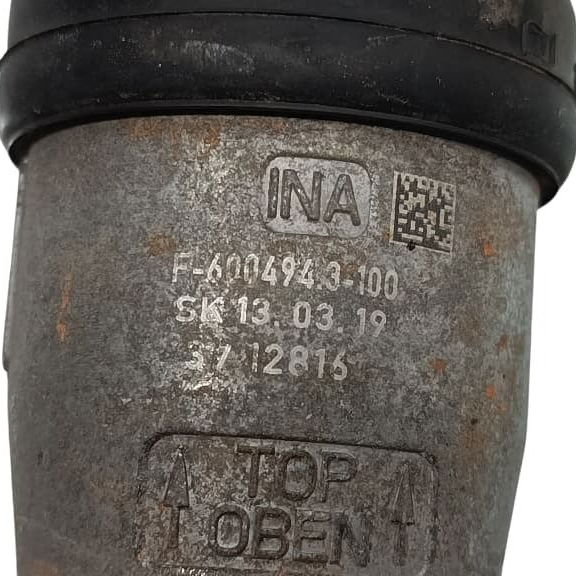 INA
F-600494.3-100
SK 13.03.19
37 12816
TOP
OBEN